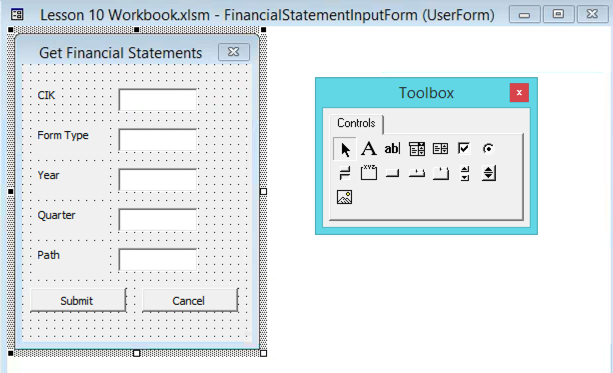 Lesson 10 Workbook.xlsm - FinancialStatementInputForm (UserForm)
Get Financial Statements
CIK
Form Type
Year
Quarter
Path
Submit Cancel
Toolbox
Controls
A ab|
XYZ